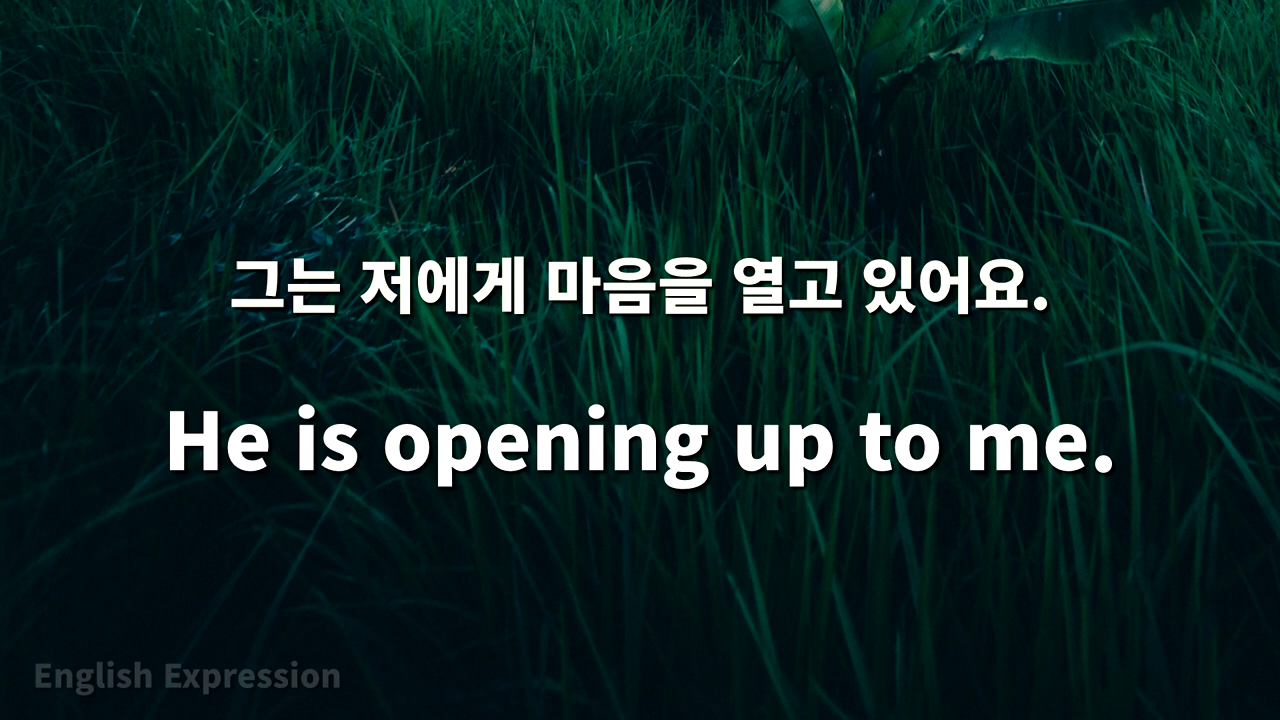 그는 저에게 마음을 열고 있어요.
He is opening up to me.
English Expression